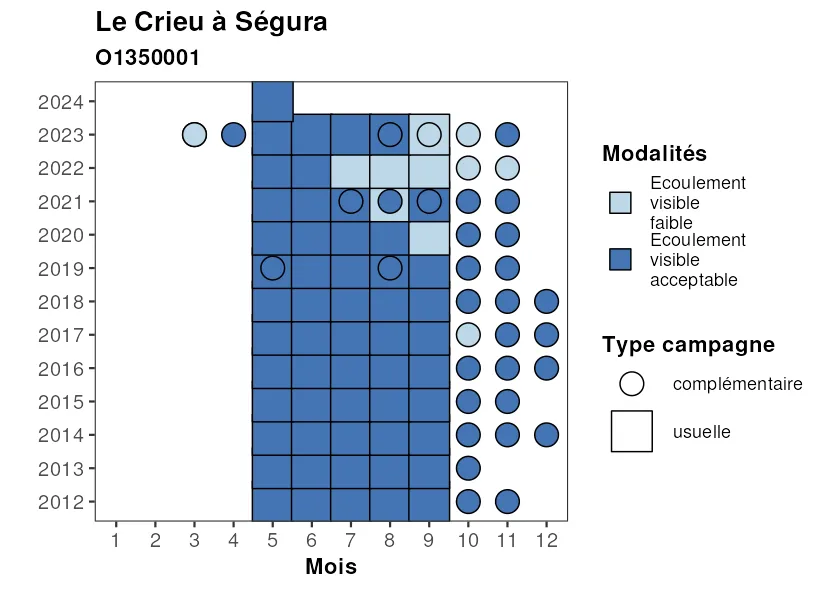 Le Crieu à Ségura
O1350001
2024
2023
2022
2021
2020
2019
2018
2017
2016
2015
2014
2013
2012
1 2 3 4 5 6 7 8 9 10 11 12
Mois
Modalités
Ecoulement
visible
faible
Ecoulement
visible
acceptable
Type campagne
complémentaire
usuelle